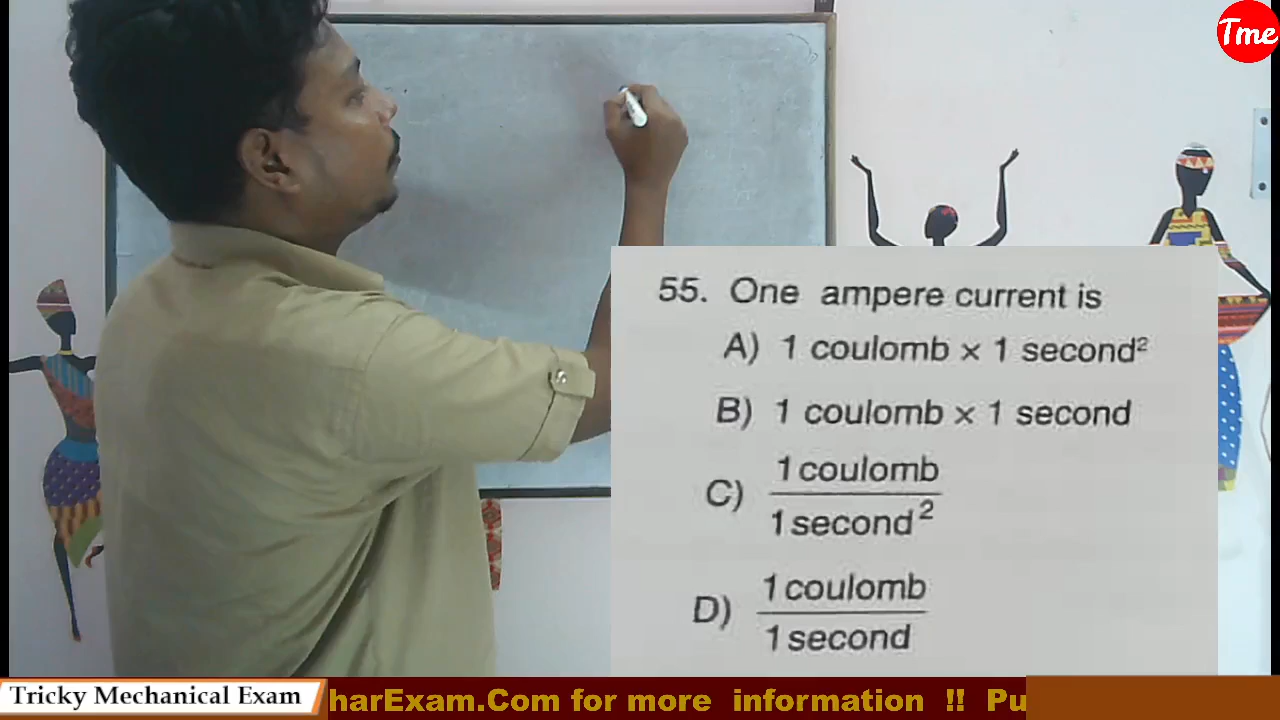 Tme
55. One ampere current is
A) 1 coulomb × 1 second²
B) 1 coulomb × 1 second
C) 1 coulomb
1 second²
D) 1 coulomb
1 second
Tricky Mechanical Exam
harExam.Com for more information !! Pu